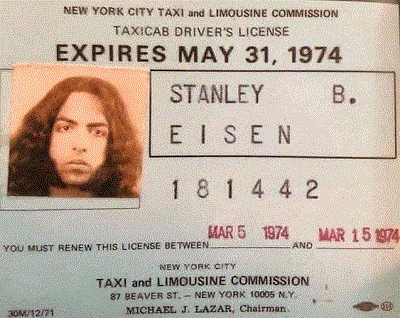 NEW YORK CITY TAXI and LIMOUSINE COMMISSION
TAXICAB DRIVER'S LICENSE
EXPIRES MAY 31, 1974
STANLEY B.
EISEN
181442
MAR 5 1974 MAR 15 1974
YOU MUST RENEW THIS LICENSE BETWEEN AND
NEW YORK CITY
TAXI and LIMOUSINE COMMISSION
87 BEAVER ST. – NEW YORK 10005 N.Y.
MICHAEL J. LAZAR, Chairman.
30M/12/71